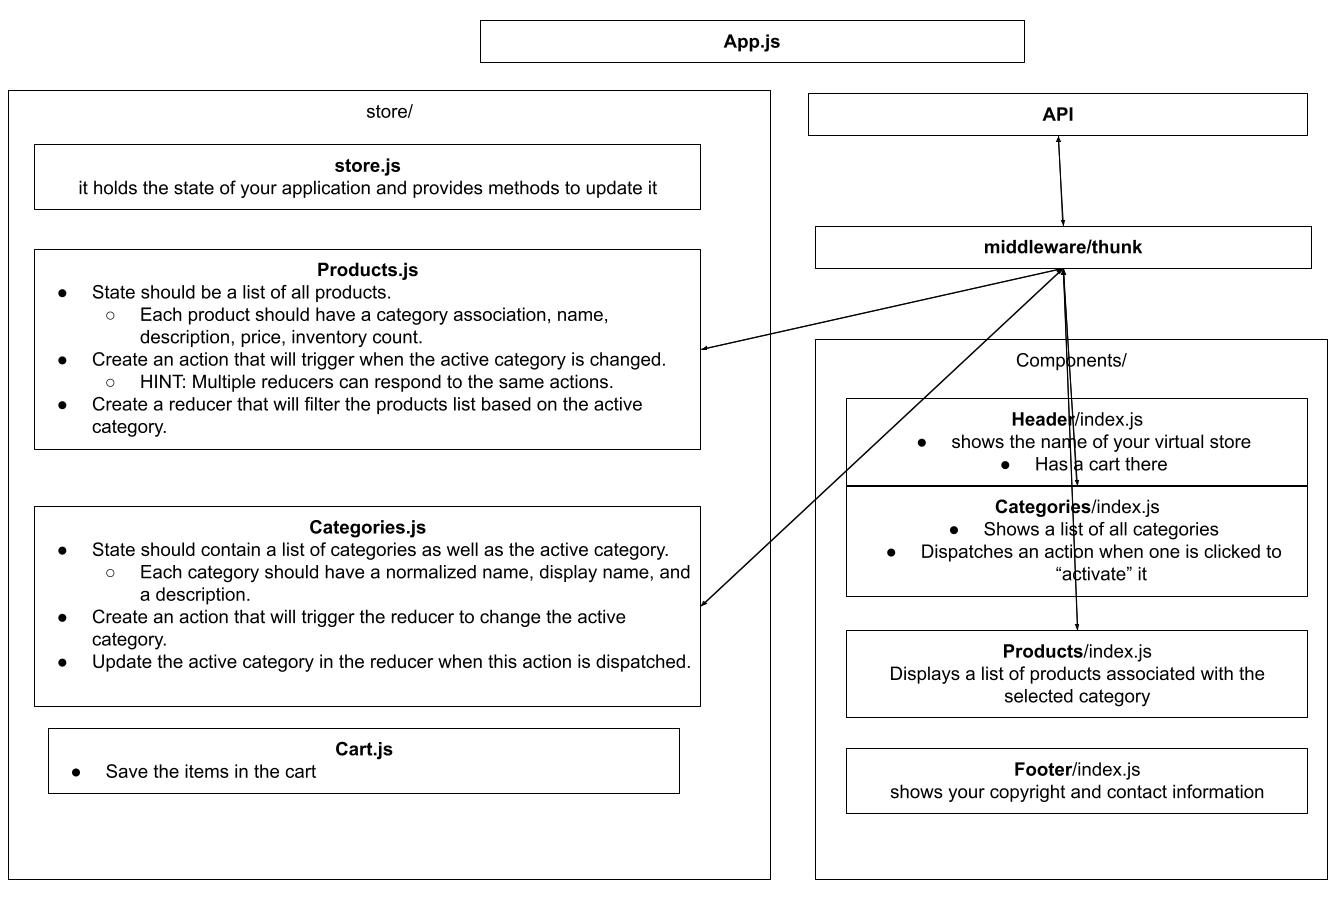 App.js
store/
store.js
it holds the state of your application and provides methods to update it
Products.js
● State should be a list of all products.
○ Each product should have a category association, name,
description, price, inventory count.
● Create an action that will trigger when the active category is changed.
○ HINT: Multiple reducers can respond to the same actions.
● Create a reducer that will filter the products list based on the active
category.
Categories.js
● State should contain a list of categories as well as the active category.
○ Each category should have a normalized name, display name, and
a description.
● Create an action that will trigger the reducer to change the active
category.
● Update the active category in the reducer when this action is dispatched.
Cart.js
● Save the items in the cart
API
middleware/thunk
Components/
Header/index.js
● shows the name of your virtual store
● Has a cart there
Categories/index.js
● Shows a list of all categories
● Dispatches an action when one is clicked to
“activate” it
Products/index.js
Displays a list of products associated with the
selected category
Footer/index.js
shows your copyright and contact information